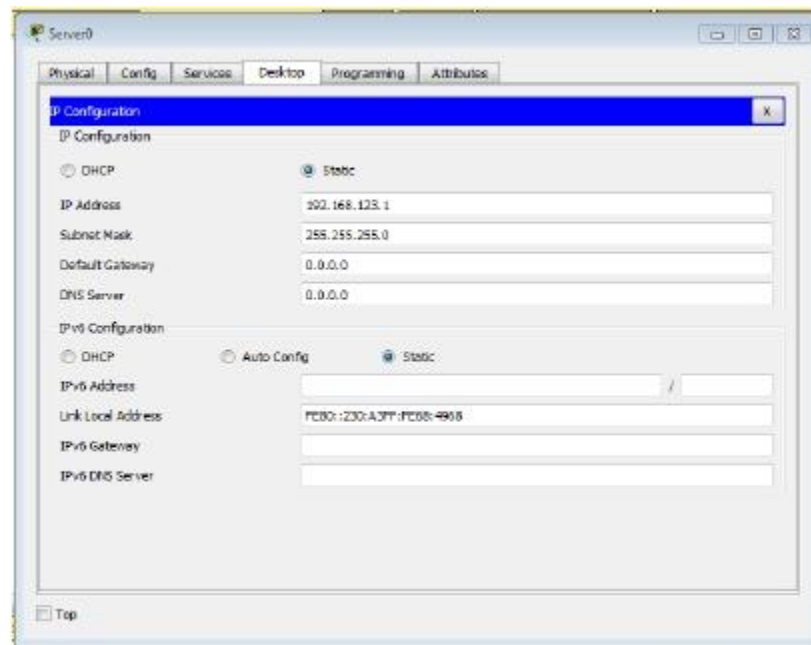 Server0
Physical Config Services Desktop Programming Attributes
IP Configuration X
IP Configuration
DHCP Static
IP Address 192.168.123.1
Subnet Mask 255.255.255.0
Default Gateway 0.0.0.0
DNS Server 0.0.0.0
IPv6 Configuration
DHCP Auto Config Static
IPv6 Address /
Link Local Address FE80::230:A3FF:FE68:4968
IPv6 Gateway
IPv6 DNS Server
Top